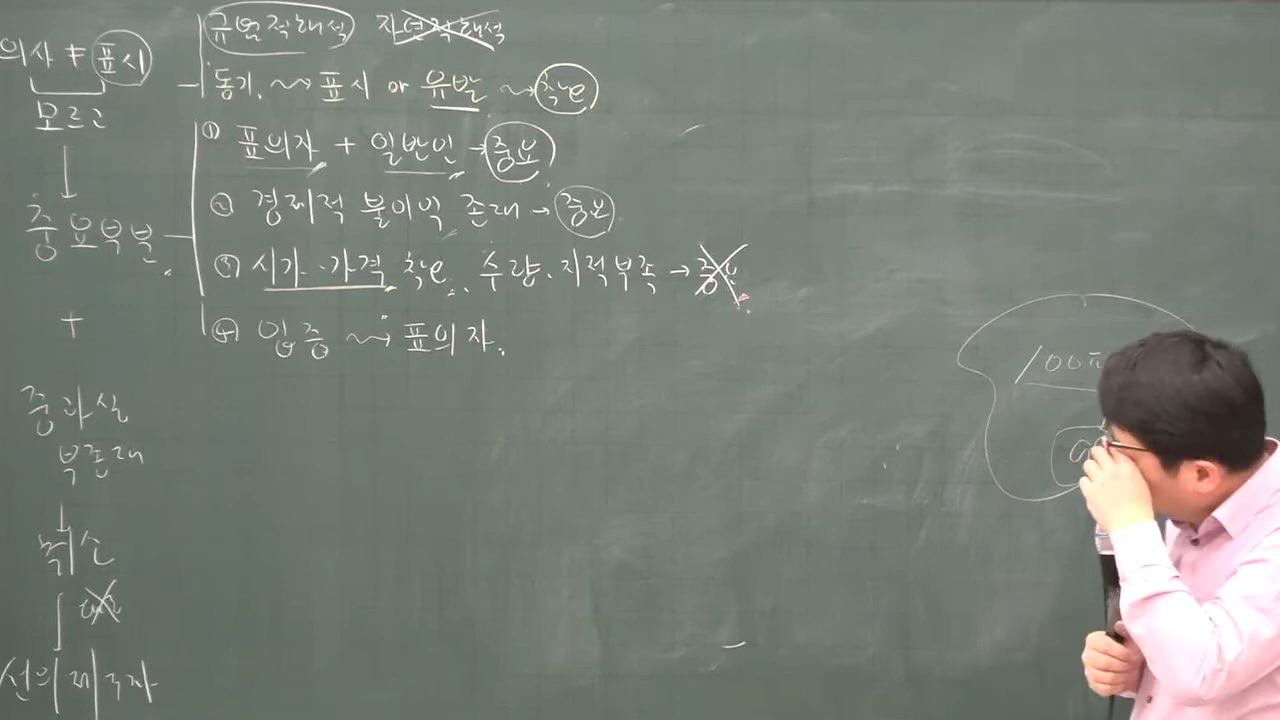 의사 ≠ 표시
모르고
↓
중요부분.
+
중과실
부존재
↓
취소
선의 제3자
규범적해석 자연적해석
동기. ⇝ 표시 or 유발 ⇝ 착오
① 표의자 + 일반인 → 중요
② 경제적 불이익 존재 → 중요
③ 시가. 가격 착오. 수량. 지적부족 → 중요
④ 입증 ⇝ 표의자.
100평